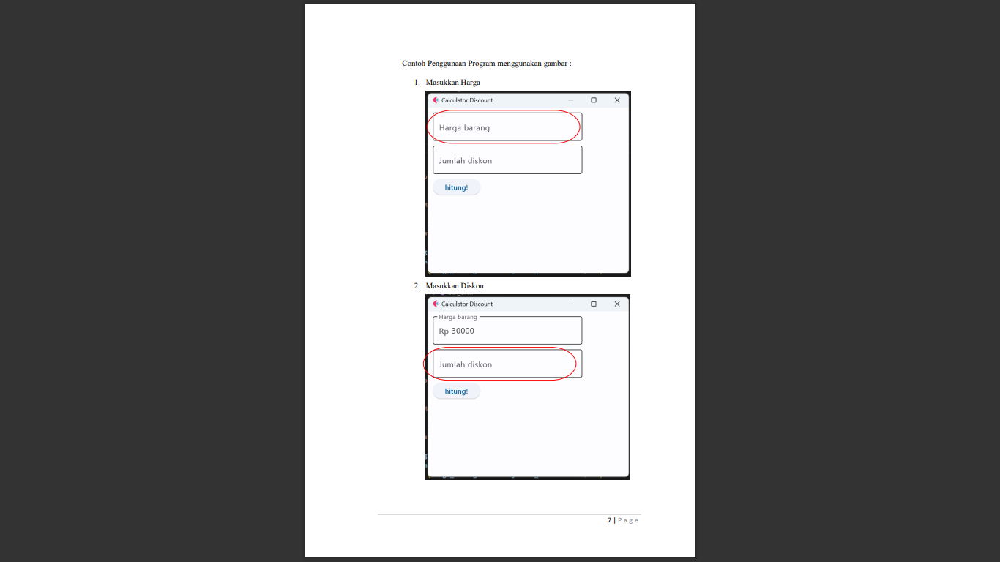 Contoh Penggunaan Program menggunakan gambar :
1. Masukkan Harga
Calculator Discount
Harga barang
Jumlah diskon
hitung!
2. Masukkan Diskon
Calculator Discount
Harga barang
Rp 30000
Jumlah diskon
hitung!
7 | Page